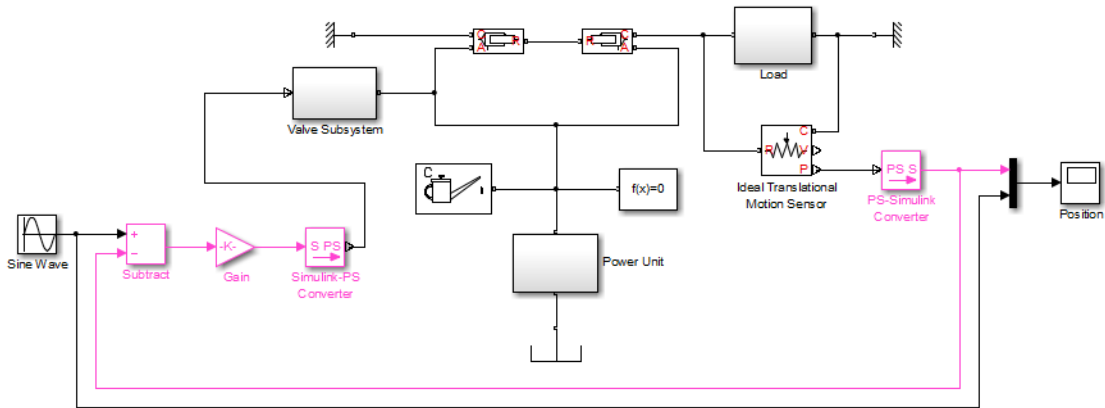 C
A
R
R
C
A
Load
Valve Subsystem
C
R
V
P
Ideal Translational
Motion Sensor
PS S
PS-Simulink
Converter
Position
C
f(x)=0
Sine Wave
+
−
Subtract
-K-
Gain
S PS
Simulink-PS
Converter
Power Unit